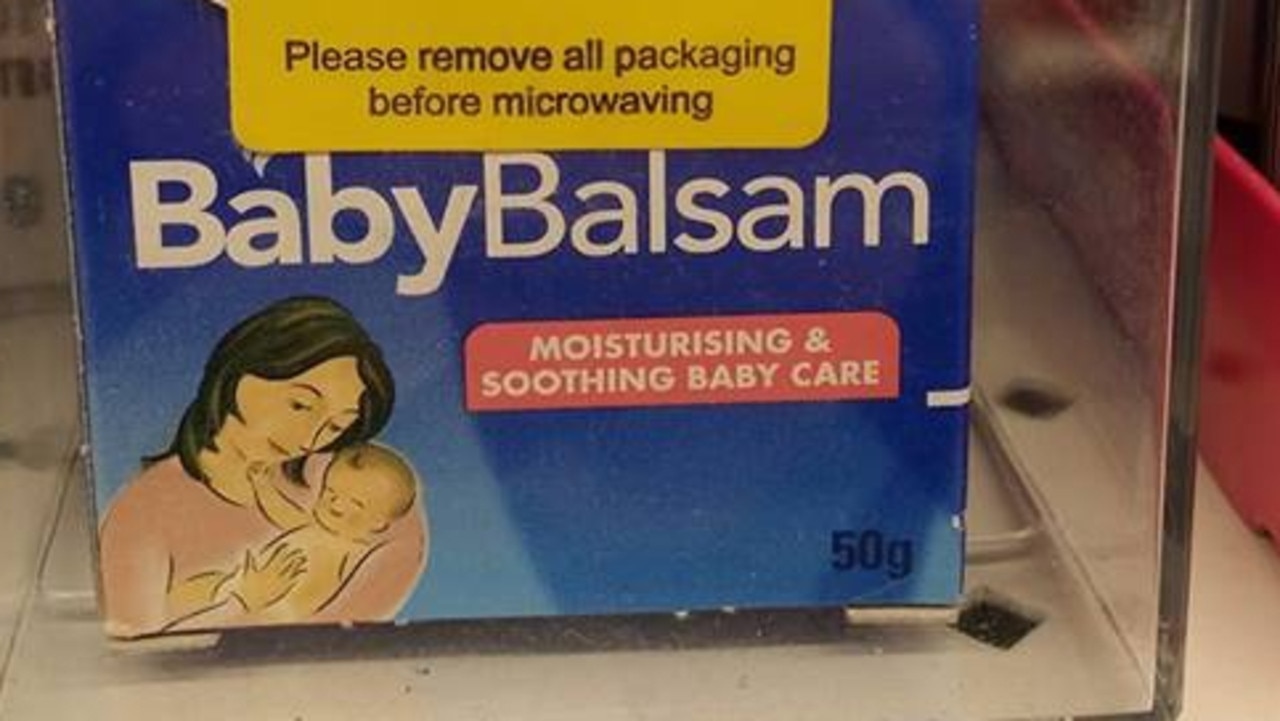 Please remove all packaging
before microwaving
BabyBalsam
MOISTURISING &
SOOTHING BABY CARE
50g